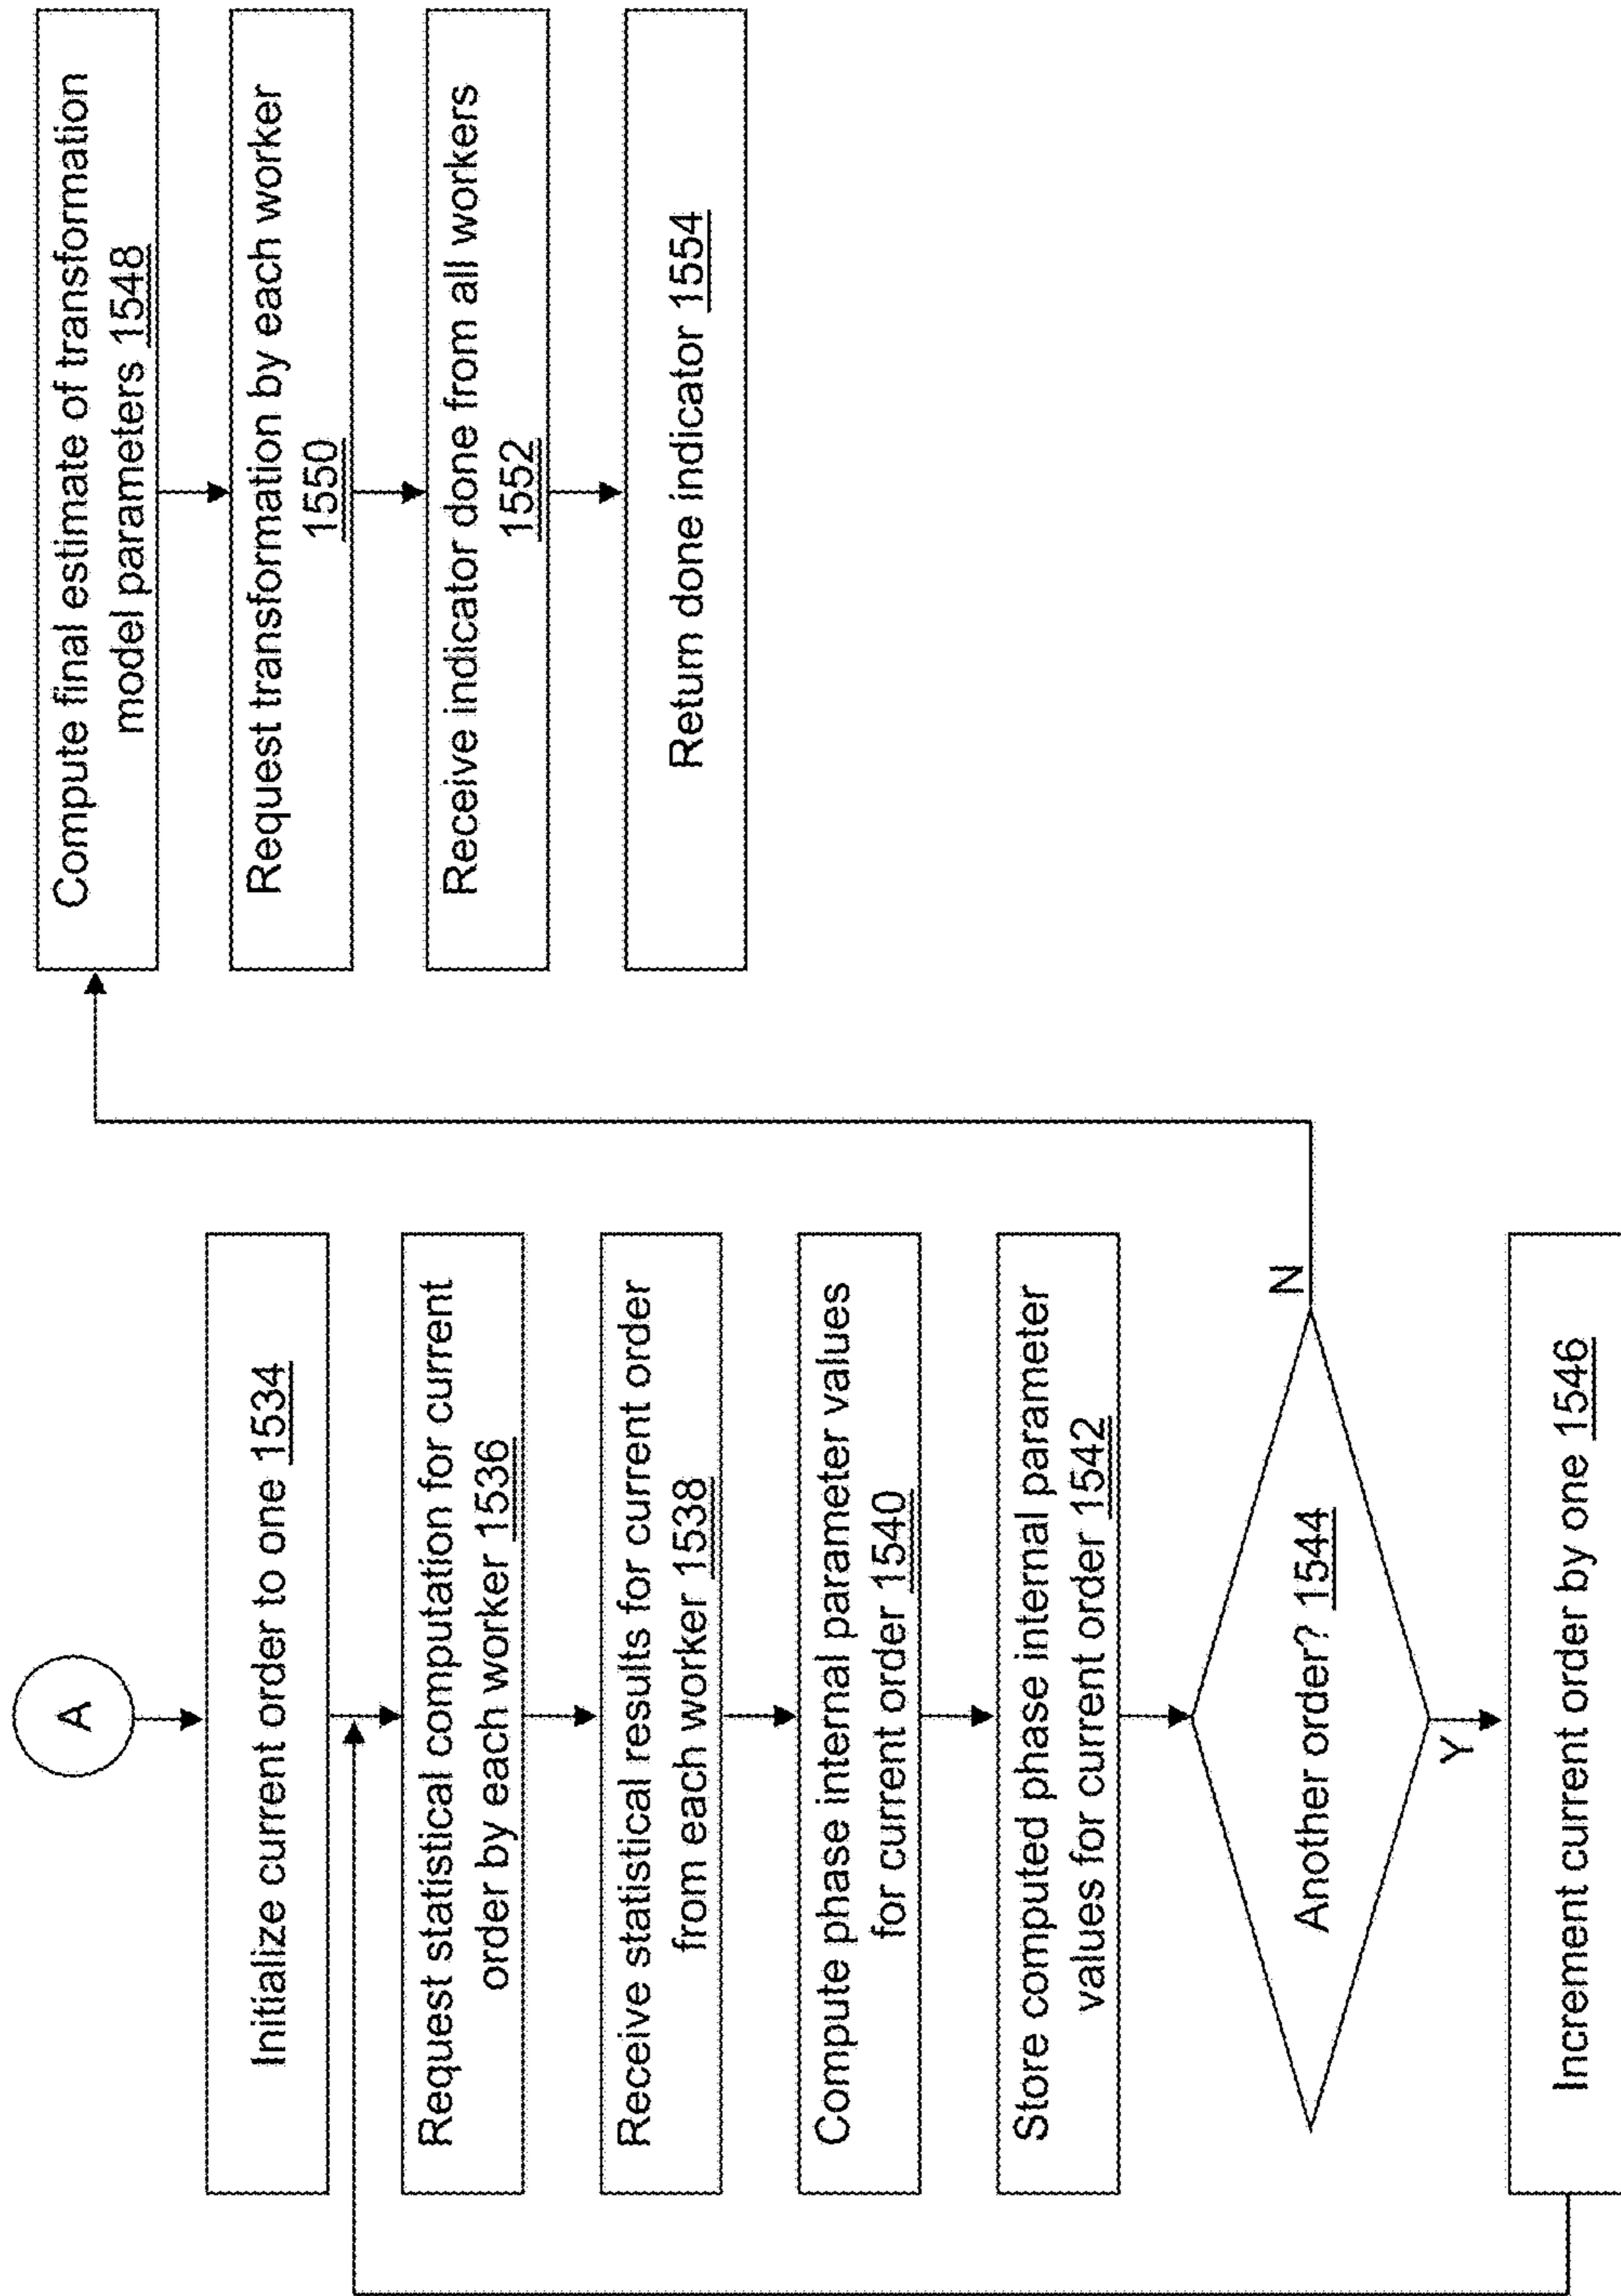 A
Initialize current order to one 1534
Request statistical computation for current
order by each worker 1536
Receive statistical results for current order
from each worker 1538
Compute phase internal parameter values
for current order 1540
Store computed phase internal parameter
values for current order 1542
Another order? 1544
N
Y
Increment current order by one 1546
Compute final estimate of transformation
model parameters 1548
Request transformation by each worker
1550
Receive indicator done from all workers
1552
Return done indicator 1554